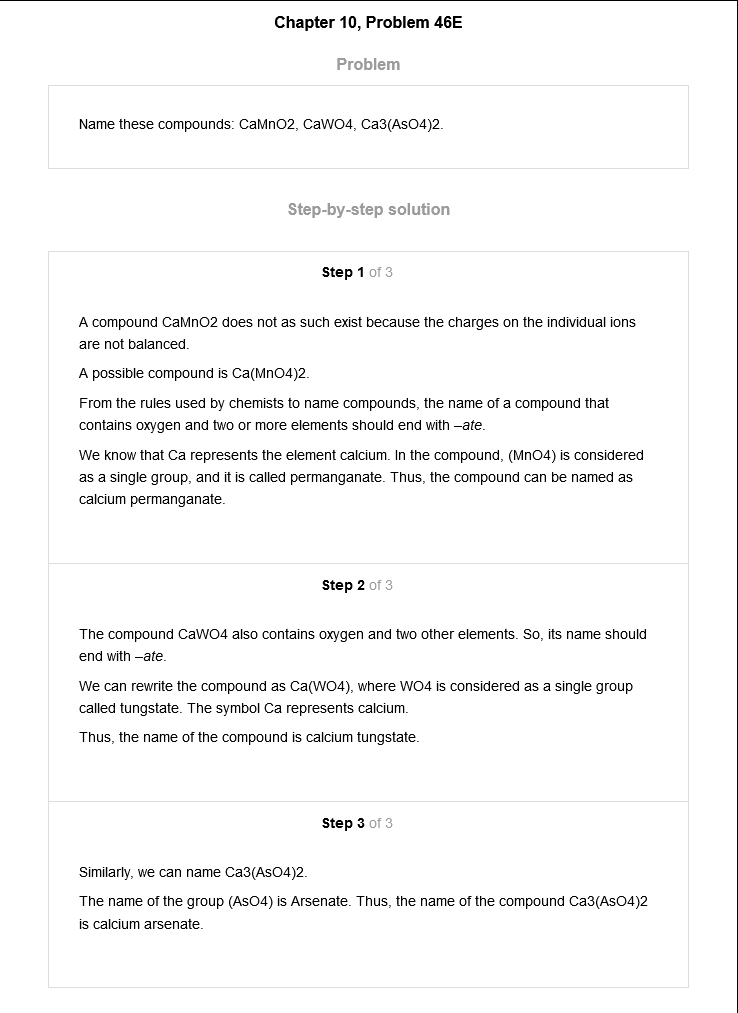 Chapter 10, Problem 46E
Problem
Name these compounds: CaMnO2, CaWO4, Ca3(AsO4)2.
Step-by-step solution
Step 1 of 3
A compound CaMnO2 does not as such exist because the charges on the individual ions
are not balanced.
A possible compound is Ca(MnO4)2.
From the rules used by chemists to name compounds, the name of a compound that
contains oxygen and two or more elements should end with –ate.
We know that Ca represents the element calcium. In the compound, (MnO4) is considered
as a single group, and it is called permanganate. Thus, the compound can be named as
calcium permanganate.
Step 2 of 3
The compound CaWO4 also contains oxygen and two other elements. So, its name should
end with –ate.
We can rewrite the compound as Ca(WO4), where WO4 is considered as a single group
called tungstate. The symbol Ca represents calcium.
Thus, the name of the compound is calcium tungstate.
Step 3 of 3
Similarly, we can name Ca3(AsO4)2.
The name of the group (AsO4) is Arsenate. Thus, the name of the compound Ca3(AsO4)2
is calcium arsenate.